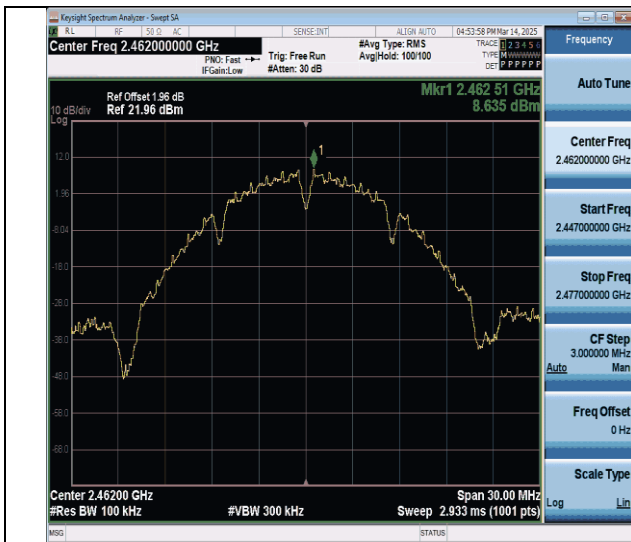 Keysight Spectrum Analyzer - Swept SA
RL RF 50 Ω AC SENSE:INT ALIGN AUTO 04:53:58 PM Mar 14, 2025
Center Freq 2.462000000 GHz
PNO: Fast
IFGain:Low
Trig: Free Run
#Atten: 30 dB
#Avg Type: RMS
Avg|Hold: 100/100
TRACE 1 2 3 4 5 6
TYPE MWWWWW
DET P P P P P P
Ref Offset 1.96 dB
Ref 21.96 dBm
10 dB/div
Log
Mkr1 2.462 51 GHz
8.635 dBm
1
12.0
1.96
-8.04
-18.0
-28.0
-38.0
-48.0
-58.0
-68.0
Center 2.46200 GHz
#Res BW 100 kHz
#VBW 300 kHz
Span 30.00 MHz
Sweep 2.933 ms (1001 pts)
MSG
STATUS
Frequency
Auto Tune
Center Freq
2.462000000 GHz
Start Freq
2.447000000 GHz
Stop Freq
2.477000000 GHz
CF Step
3.000000 MHz
Auto Man
Freq Offset
0 Hz
Scale Type
Log Lin